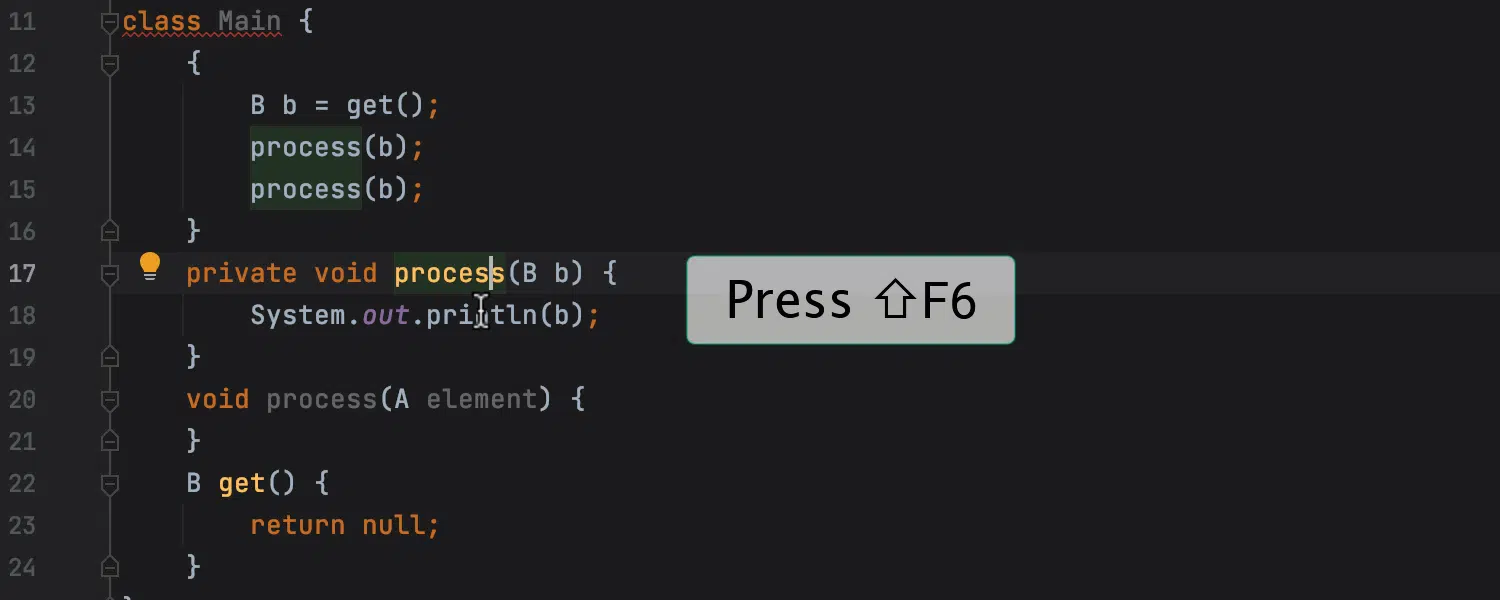 11 class Main {
12 {
13 B b = get();
14 process(b);
15 process(b);
16 }
17 private void process(B b) {
Press ⇧F6
18 System.out.println(b);
19 }
20 void process(A element) {
21 }
22 B get() {
23 return null;
24 }
}